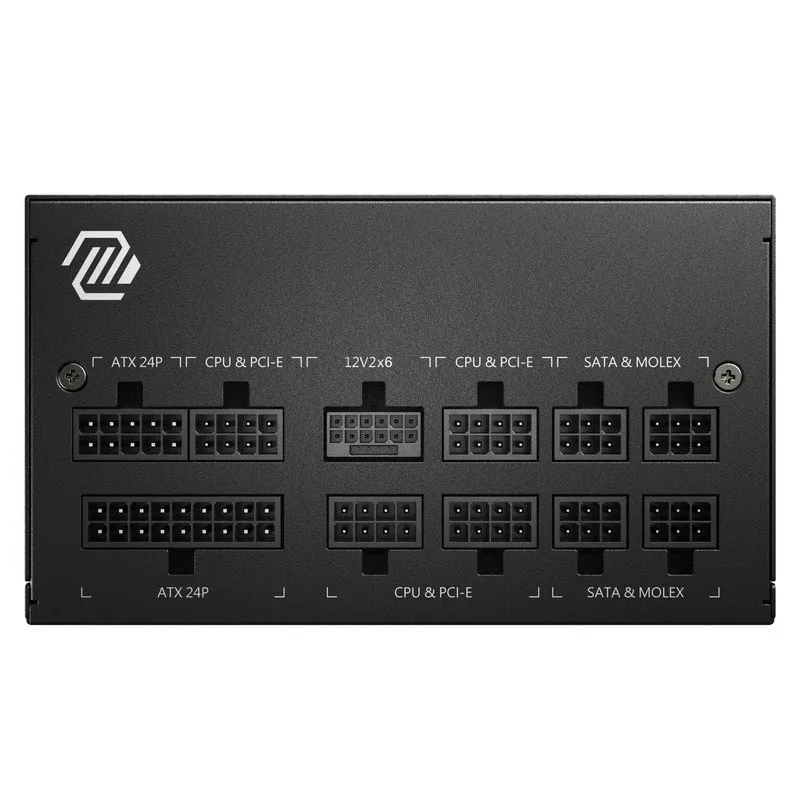 ATX 24P CPU & PCI-E 12V2x6 CPU & PCI-E SATA & MOLEX
ATX 24P CPU & PCI-E SATA & MOLEX